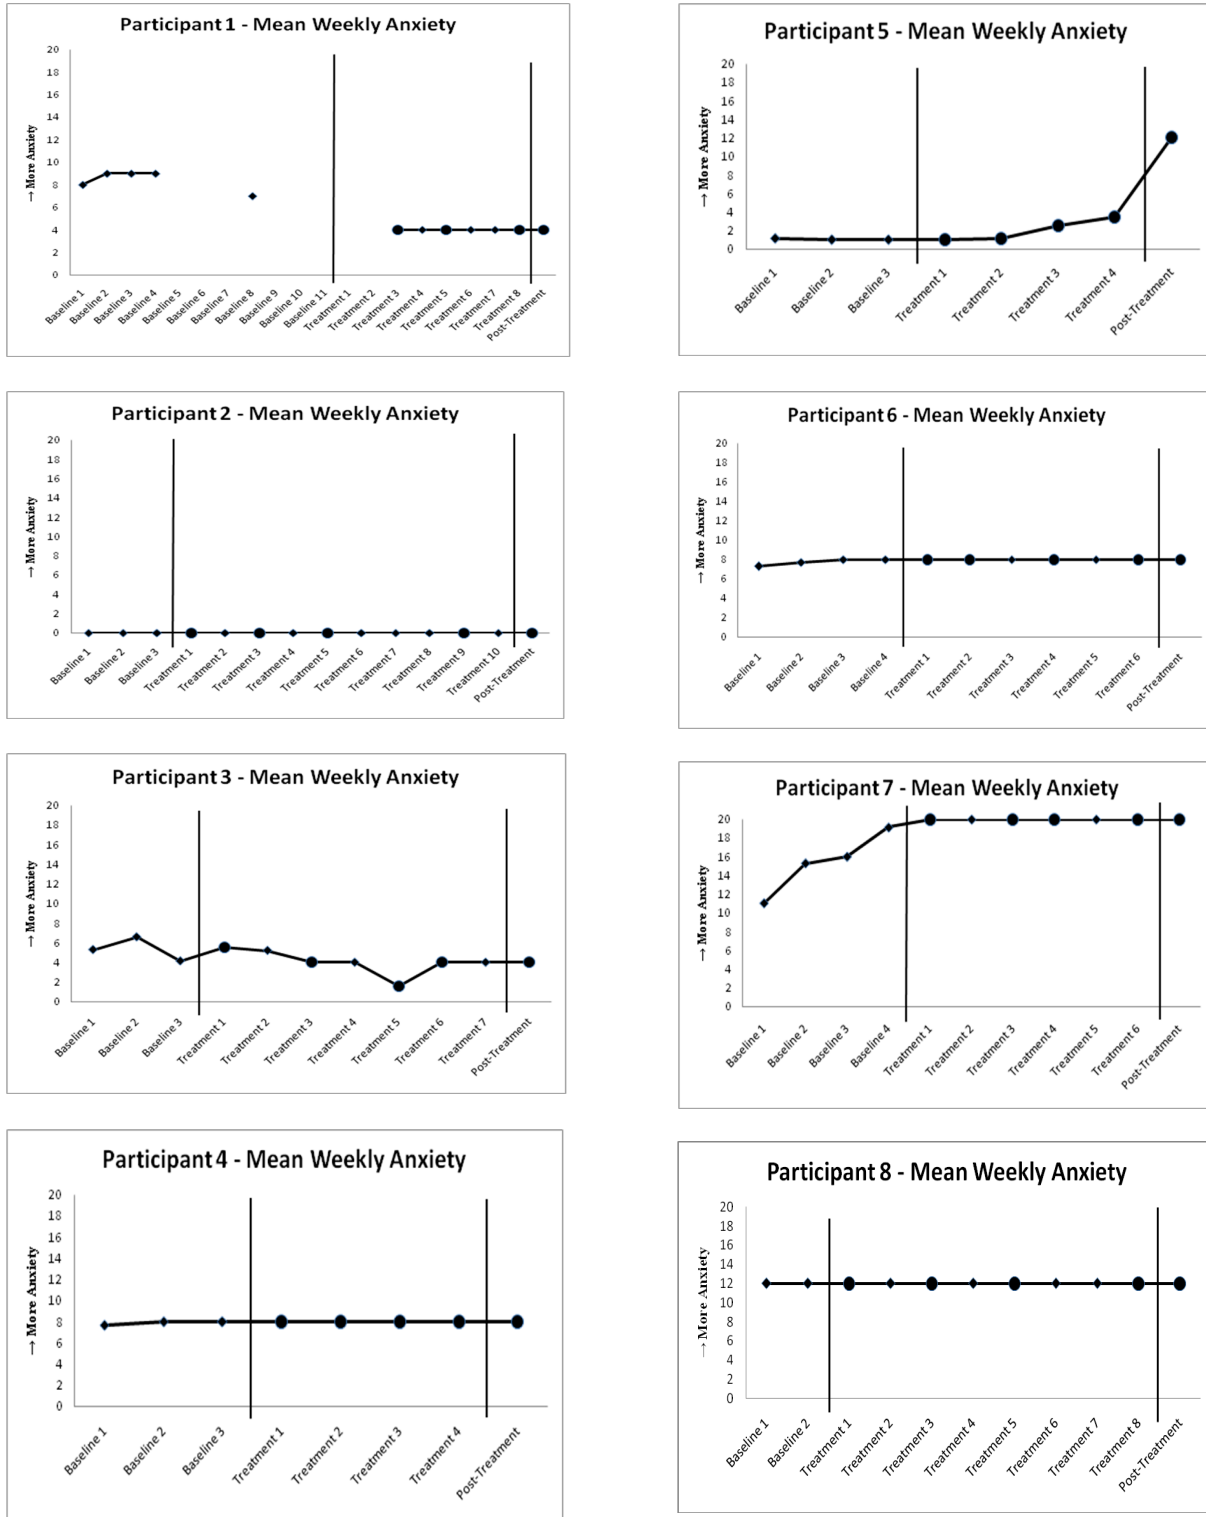 Participant 1 - Mean Weekly Anxiety
→ More Anxiety
20
18
16
14
12
10
8
6
4
2
0
Baseline 1
Baseline 2
Baseline 3
Baseline 4
Baseline 5
Baseline 6
Baseline 7
Baseline 8
Baseline 9
Baseline 10
Baseline 11
Treatment 1
Treatment 2
Treatment 3
Treatment 4
Treatment 5
Treatment 6
Treatment 7
Treatment 8
Post-Treatment
Participant 5 - Mean Weekly Anxiety
→ More Anxiety
20
18
16
14
12
10
8
6
4
2
0
Baseline 1
Baseline 2
Baseline 3
Treatment 1
Treatment 2
Treatment 3
Treatment 4
Post-Treatment
Participant 2 - Mean Weekly Anxiety
→ More Anxiety
20
18
16
14
12
10
8
6
4
2
0
Baseline 1
Baseline 2
Baseline 3
Treatment 1
Treatment 2
Treatment 3
Treatment 4
Treatment 5
Treatment 6
Treatment 7
Treatment 8
Treatment 9
Treatment 10
Post-Treatment
Participant 6 - Mean Weekly Anxiety
→ More Anxiety
20
18
16
14
12
10
8
6
4
2
0
Baseline 1
Baseline 2
Baseline 3
Baseline 4
Treatment 1
Treatment 2
Treatment 3
Treatment 4
Treatment 5
Treatment 6
Post-Treatment
Participant 3 - Mean Weekly Anxiety
→ More Anxiety
20
18
16
14
12
10
8
6
4
2
0
Baseline 1
Baseline 2
Baseline 3
Treatment 1
Treatment 2
Treatment 3
Treatment 4
Treatment 5
Treatment 6
Treatment 7
Post-Treatment
Participant 7 - Mean Weekly Anxiety
→ More Anxiety
20
18
16
14
12
10
8
6
4
2
0
Baseline 1
Baseline 2
Baseline 3
Baseline 4
Treatment 1
Treatment 2
Treatment 3
Treatment 4
Treatment 5
Treatment 6
Post-Treatment
Participant 4 - Mean Weekly Anxiety
→ More Anxiety
20
18
16
14
12
10
8
6
4
2
0
Baseline 1
Baseline 2
Baseline 3
Treatment 1
Treatment 2
Treatment 3
Treatment 4
Post-Treatment
Participant 8 - Mean Weekly Anxiety
→ More Anxiety
20
18
16
14
12
10
8
6
4
2
0
Baseline 1
Baseline 2
Treatment 1
Treatment 2
Treatment 3
Treatment 4
Treatment 5
Treatment 6
Treatment 7
Treatment 8
Post-Treatment